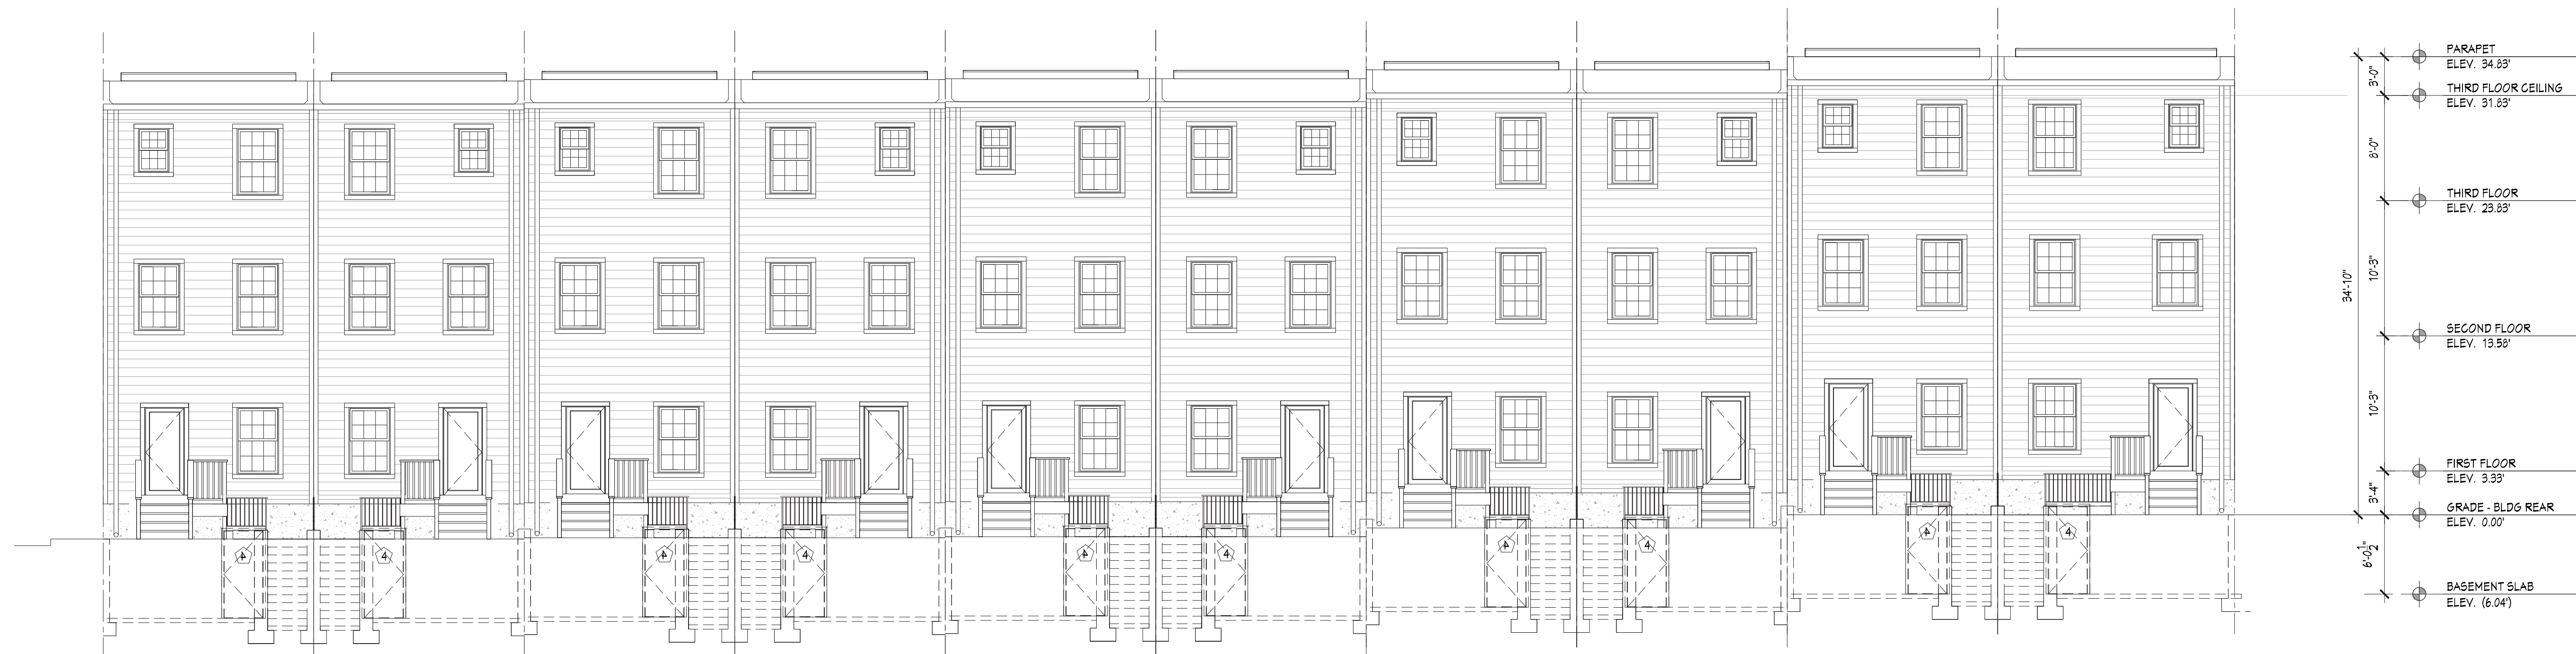 PARAPET
ELEV. 34.83'
THIRD FLOOR CEILING
ELEV. 31.83'
THIRD FLOOR
ELEV. 23.83'
SECOND FLOOR
ELEV. 13.58'
FIRST FLOOR
ELEV. 3.33'
GRADE - BLDG REAR
ELEV. 0.00'
BASEMENT SLAB
ELEV. (6.04')
34'-10"
3'-0"
8'-0"
10'-3"
10'-3"
3'-4"
6'-0 1/2"
4
4
4
4
4
4
4
4
4
4